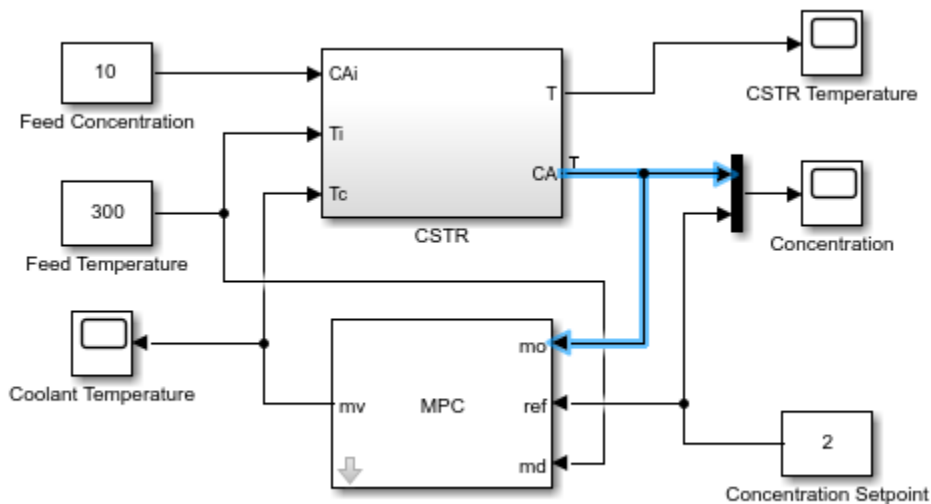 10
Feed Concentration
300
Feed Temperature
Coolant Temperature
CAi
Ti
Tc
T
CA
T
CSTR
CSTR Temperature
Concentration
mv
MPC
mo
ref
md
2
Concentration Setpoint